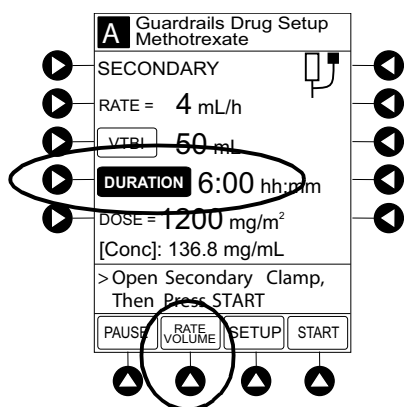 A Guardrails Drug Setup
Methotrexate
SECONDARY
RATE = 4 mL/h
VTBI 50 mL
DURATION 6:00 hh:mm
DOSE = 1200 mg/m²
[Conc]: 136.8 mg/mL
>Open Secondary Clamp,
Then Press START
PAUSE RATE VOLUME SETUP START